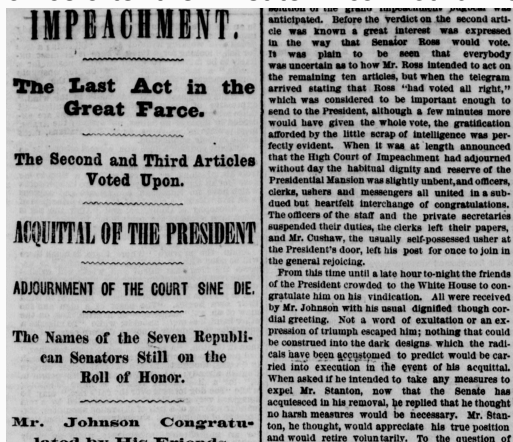 IMPEACHMENT.
The Last Act in the
Great Farce.
The Second and Third Articles
Voted Upon.
ACQUITTAL OF THE PRESIDENT
ADJOURNMENT OF THE COURT SINE DIE.
The Names of the Seven Republi-
can Senators Still on the
Roll of Honor.
Mr. Johnson Congratu-
lated by His Friends
solution of the grand impeachment was
anticipated. Before the verdict on the second arti-
cle was known a great interest was expressed
in the way that Senator Ross would vote.
It was plain to be seen that everybody
was uncertain as to how Mr. Ross intended to act on
the remaining ten articles, but when the telegram
arrived stating that Ross "had voted all right,"
which was considered to be important enough to
send to the President, although a few minutes more
would have given the whole vote, the gratification
afforded by the little scrap of intelligence was per-
fectly evident. When it was at length announced
that the High Court of Impeachment had adjourned
without day the habitual dignity and reserve of the
Presidential Mansion was slightly unbent, and officers,
clerks, ushers and messengers all united in a sub-
dued but heartfelt interchange of congratulations.
The officers of the staff and the private secretaries
suspended their duties, the clerks left their papers,
and Mr. Cushaw, the usually self-possessed usher at
the President's door, left his post for once to join in
the general rejoicing.
From this time until a late hour to-night the friends
of the President crowded to the White House to con-
gratulate him on his vindication. All were received
by Mr. Johnson with his usual dignified though cor-
dial greeting. Not a word of exultation or an ex-
pression of triumph escaped him; nothing that could
be construed into the dark designs which the radi-
cals have been accustomed to predict would be car-
ried into execution in the event of his acquittal.
When asked if he intended to take any measures to
expel Mr. Stanton, now that the Senate has
acquiesced in his removal, he replied that he thought
no harsh measures would be necessary. Mr. Stan-
ton, he thought, would appreciate his true position
and would retire voluntarily. To the question of